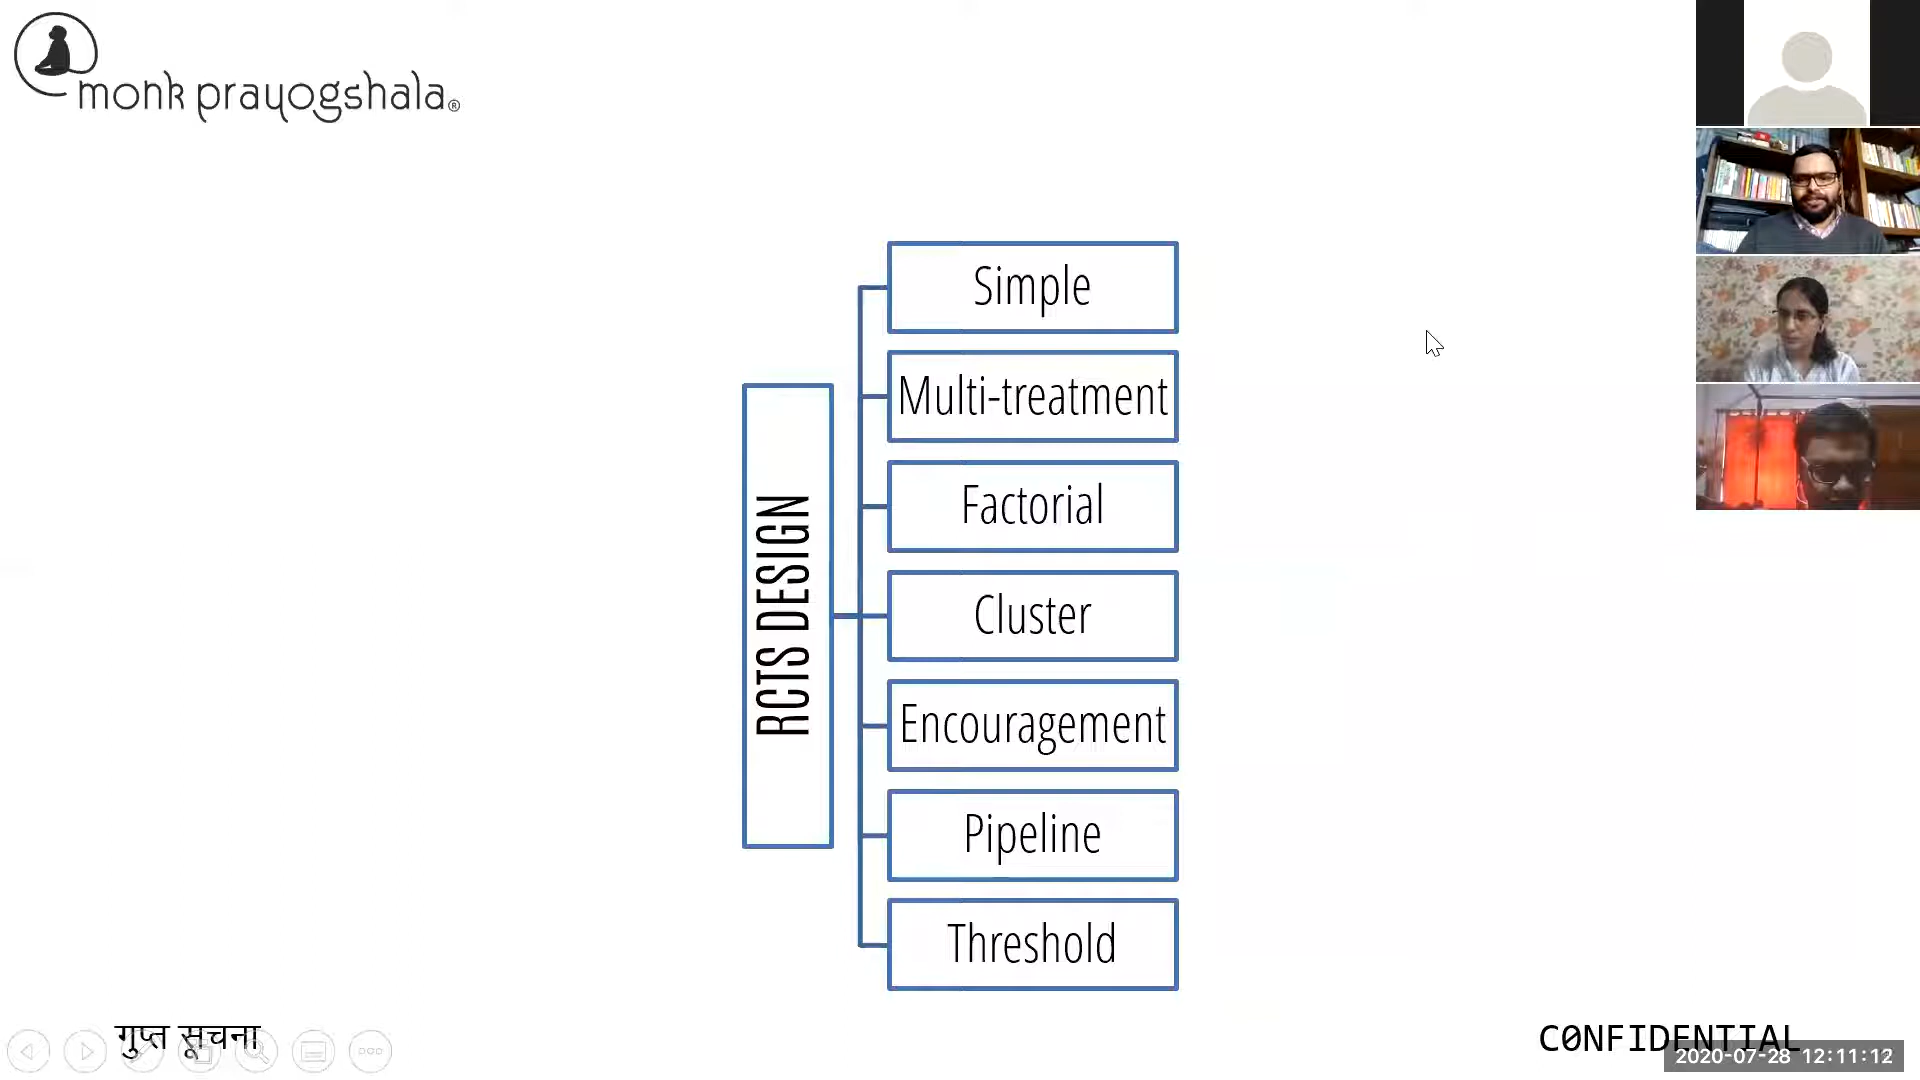 monk prayogshala®
Simple
Multi-treatment
Factorial
RCTS DESIGN
Cluster
Encouragement
Pipeline
Threshold
गुप्त सूचना
C0NFIDENTIAL
2020-07-28 12:11:12